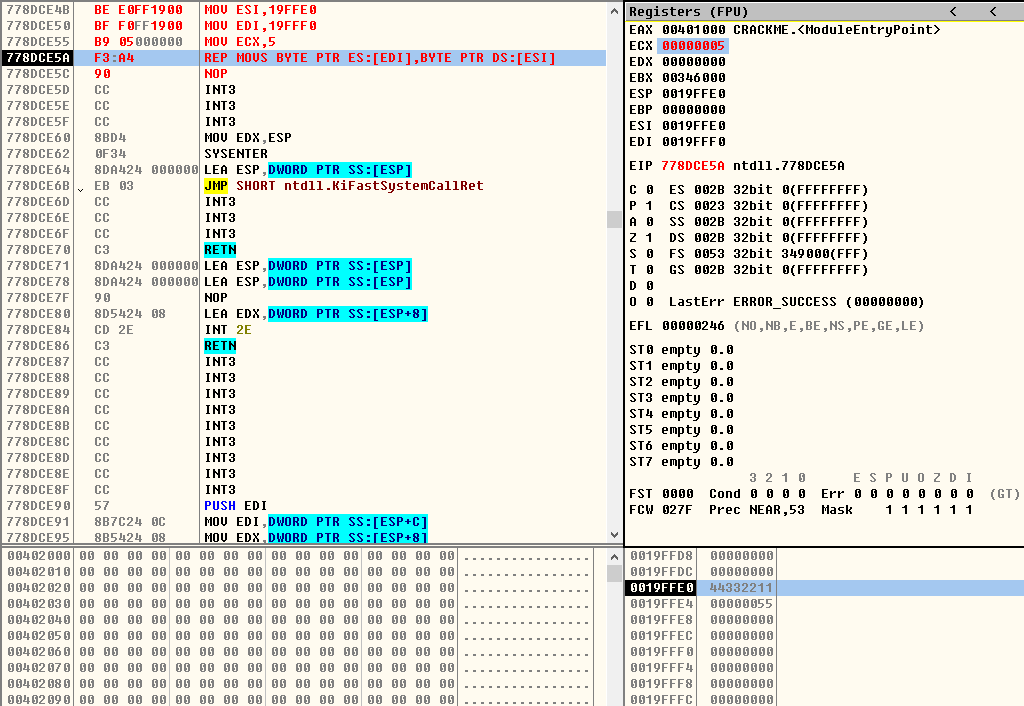 778DCE4B BE E0FF1900 MOV ESI,19FFE0
778DCE50 BF F0FF1900 MOV EDI,19FFF0
778DCE55 B9 05000000 MOV ECX,5
778DCE5A F3:A4 REP MOVS BYTE PTR ES:[EDI],BYTE PTR DS:[ESI]
778DCE5C 90 NOP
778DCE5D CC INT3
778DCE5E CC INT3
778DCE5F CC INT3
778DCE60 8BD4 MOV EDX,ESP
778DCE62 0F34 SYSENTER
778DCE64 8DA424 000000 LEA ESP,DWORD PTR SS:[ESP]
778DCE6B EB 03 JMP SHORT ntdll.KiFastSystemCallRet
778DCE6D CC INT3
778DCE6E CC INT3
778DCE6F CC INT3
778DCE70 C3 RETN
778DCE71 8DA424 000000 LEA ESP,DWORD PTR SS:[ESP]
778DCE78 8DA424 000000 LEA ESP,DWORD PTR SS:[ESP]
778DCE7F 90 NOP
778DCE80 8D5424 08 LEA EDX,DWORD PTR SS:[ESP+8]
778DCE84 CD 2E INT 2E
778DCE86 C3 RETN
778DCE87 CC INT3
778DCE88 CC INT3
778DCE89 CC INT3
778DCE8A CC INT3
778DCE8B CC INT3
778DCE8C CC INT3
778DCE8D CC INT3
778DCE8E CC INT3
778DCE8F CC INT3
778DCE90 57 PUSH EDI
778DCE91 8B7C24 0C MOV EDI,DWORD PTR SS:[ESP+C]
778DCE95 8B5424 08 MOV EDX,DWORD PTR SS:[ESP+8]
Registers (FPU) < <
EAX 00401000 CRACKME.<ModuleEntryPoint>
ECX 00000005
EDX 00000000
EBX 00346000
ESP 0019FFE0
EBP 00000000
ESI 0019FFE0
EDI 0019FFF0
EIP 778DCE5A ntdll.778DCE5A
C 0 ES 002B 32bit 0(FFFFFFFF)
P 1 CS 0023 32bit 0(FFFFFFFF)
A 0 SS 002B 32bit 0(FFFFFFFF)
Z 1 DS 002B 32bit 0(FFFFFFFF)
S 0 FS 0053 32bit 349000(FFF)
T 0 GS 002B 32bit 0(FFFFFFFF)
D 0
O 0 LastErr ERROR_SUCCESS (00000000)
EFL 00000246 (NO,NB,E,BE,NS,PE,GE,LE)
ST0 empty 0.0
ST1 empty 0.0
ST2 empty 0.0
ST3 empty 0.0
ST4 empty 0.0
ST5 empty 0.0
ST6 empty 0.0
ST7 empty 0.0
3 2 1 0 E S P U O Z D I
FST 0000 Cond 0 0 0 0 Err 0 0 0 0 0 0 0 0 (GT)
FCW 027F Prec NEAR,53 Mask 1 1 1 1 1 1
00402000 00 00 00 00 00 00 00 00 00 00 00 00 00 00 00 00 ................
00402010 00 00 00 00 00 00 00 00 00 00 00 00 00 00 00 00 ................
00402020 00 00 00 00 00 00 00 00 00 00 00 00 00 00 00 00 ................
00402030 00 00 00 00 00 00 00 00 00 00 00 00 00 00 00 00 ................
00402040 00 00 00 00 00 00 00 00 00 00 00 00 00 00 00 00 ................
00402050 00 00 00 00 00 00 00 00 00 00 00 00 00 00 00 00 ................
00402060 00 00 00 00 00 00 00 00 00 00 00 00 00 00 00 00 ................
00402070 00 00 00 00 00 00 00 00 00 00 00 00 00 00 00 00 ................
00402080 00 00 00 00 00 00 00 00 00 00 00 00 00 00 00 00 ................
00402090 00 00 00 00 00 00 00 00 00 00 00 00 00 00 00 00 ................
0019FFD8 00000000
0019FFDC 00000000
0019FFE0 44332211
0019FFE4 00000055
0019FFE8 00000000
0019FFEC 00000000
0019FFF0 00000000
0019FFF4 00000000
0019FFF8 00000000
0019FFFC 00000000